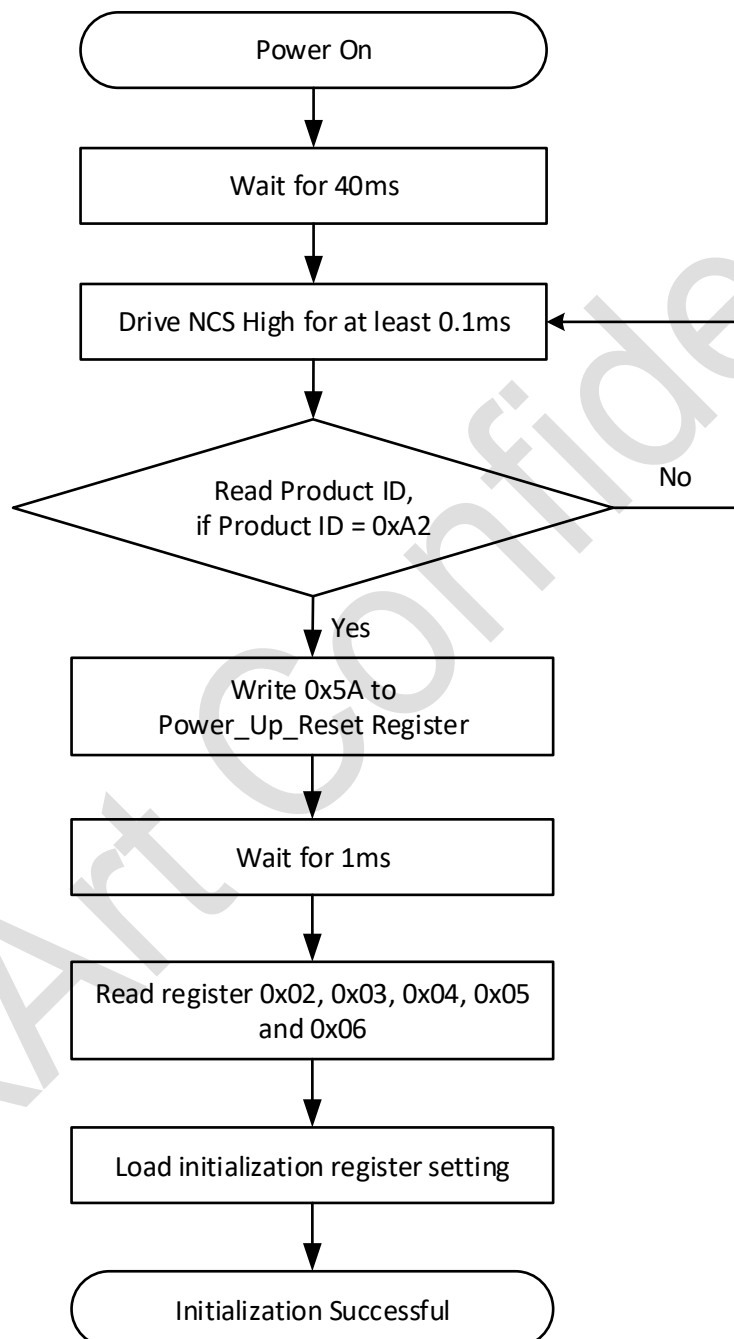 Power On
Wait for 40ms
Drive NCS High for at least 0.1ms
Read Product ID,
if Product ID = 0xA2
No
Yes
Write 0x5A to
Power_Up_Reset Register
Wait for 1ms
Read register 0x02, 0x03, 0x04, 0x05
and 0x06
Load initialization register setting
Initialization Successful